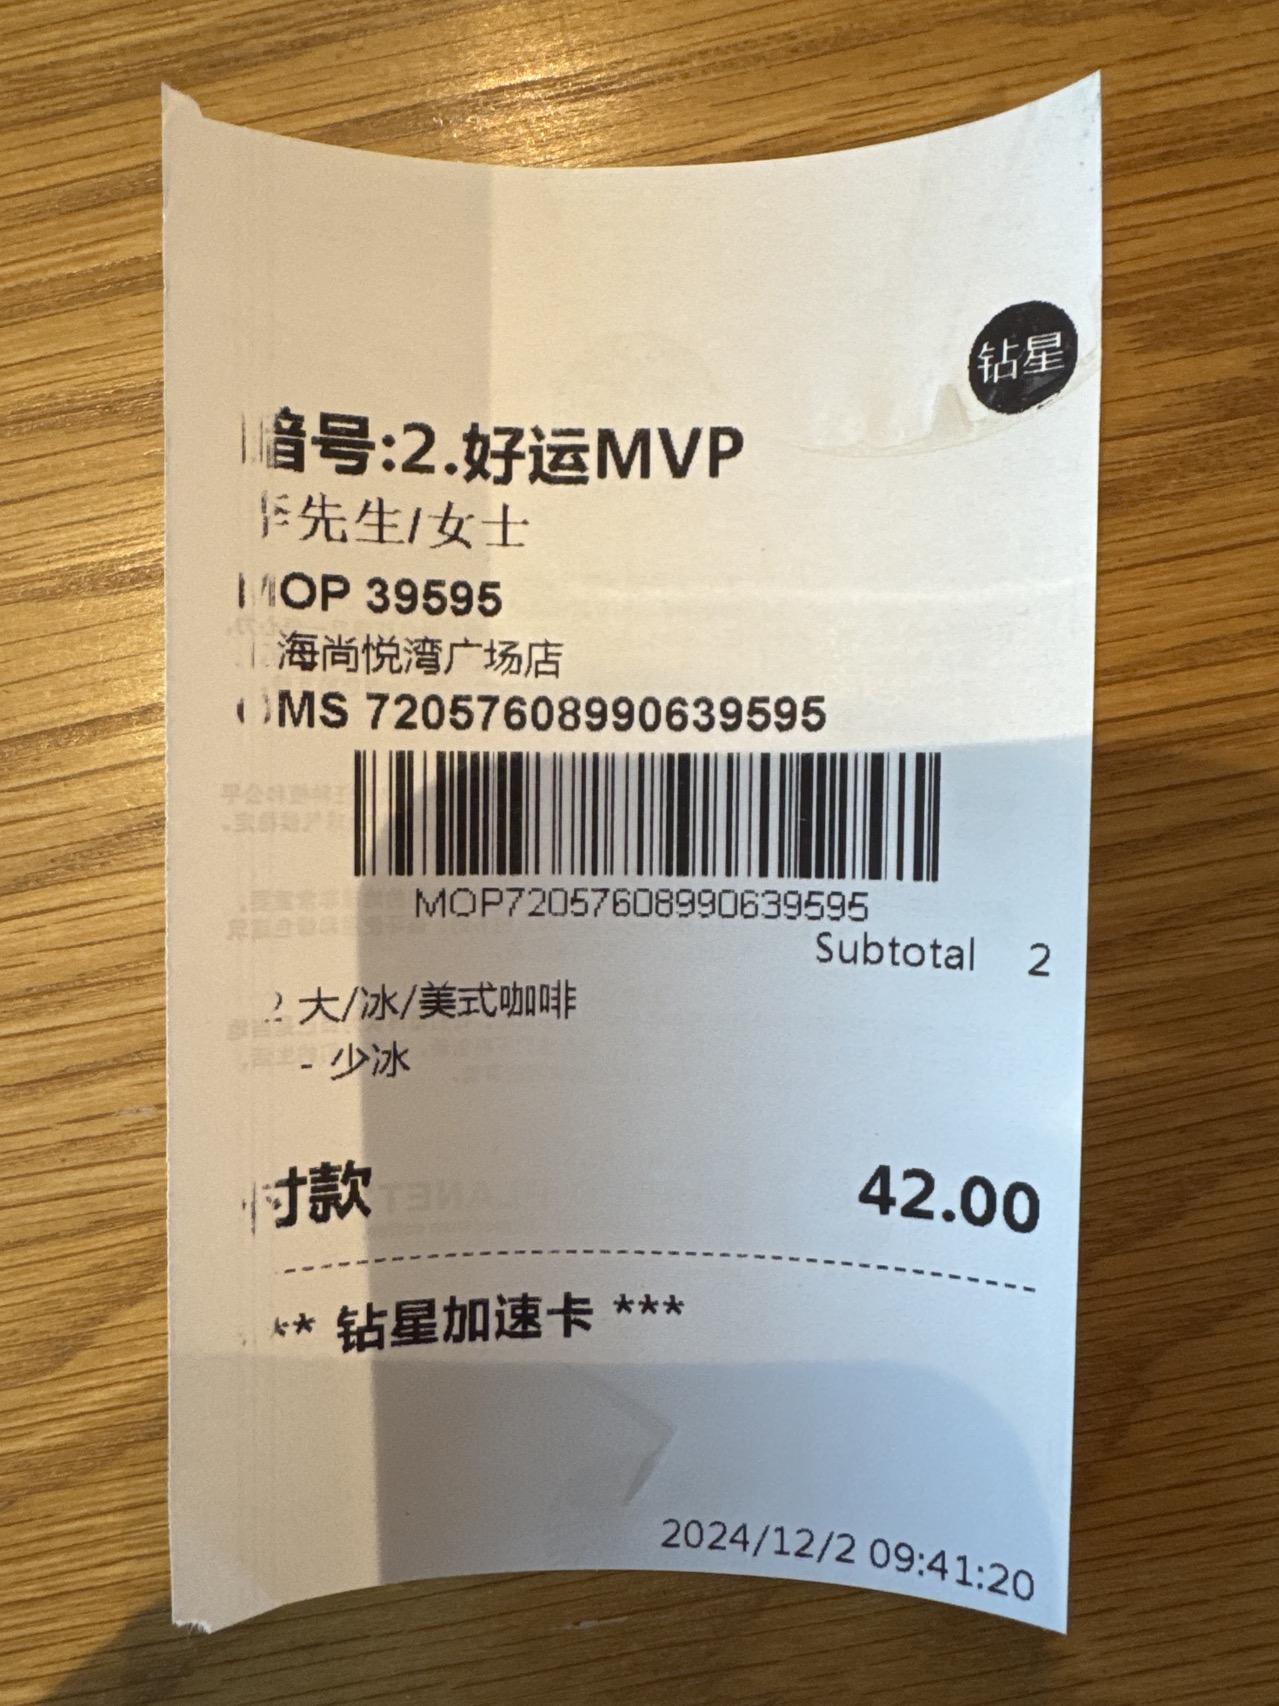 钻星
暗号:2.好运MVP
先生/女士
MOP 39595
海尚悦湾广场店
OMS 72057608990639595
MOP72057608990639595
Subtotal 2
2 大/冰/美式咖啡
- 少冰
付款 42.00
** 钻星加速卡 ***
2024/12/2 09:41:20